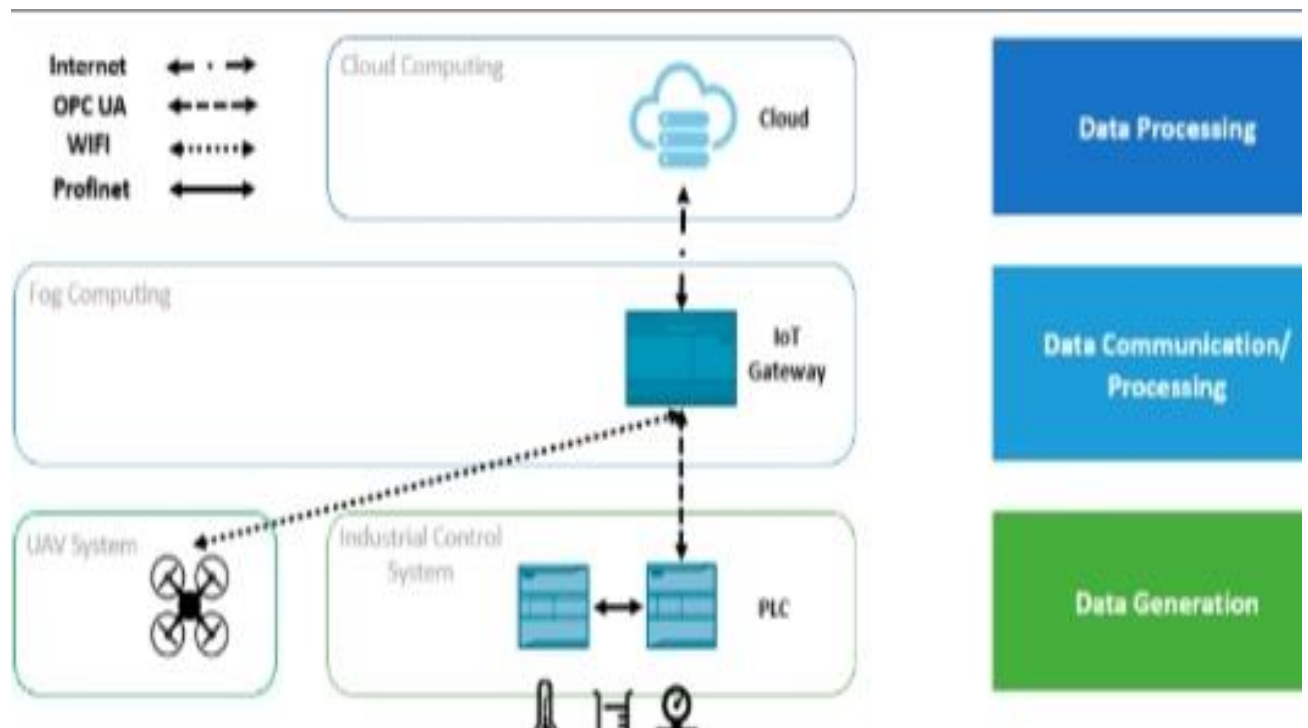 Internet
OPC UA
WIFI
Profinet
Cloud Computing
Cloud
Data Processing
Fog Computing
IoT
Gateway
Data Communication/
Processing
UAV System
Industrial Control
System
PLC
Data Generation